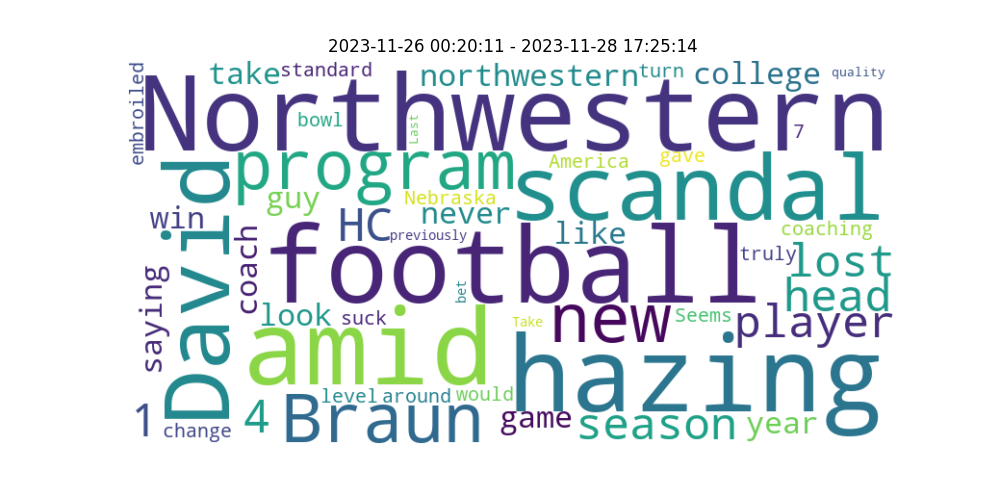 2023-11-26 00:20:11 - 2023-11-28 17:25:14
embroiled
take
standard
northwestern
turn
college
quality
Northwestern
bowl
Last
7
David
program
America
gave
scandal
guy
Nebraska
win
HC
never
previously
like
coaching
coach
football
truly
lost
saying
bet
head
look
suck
amid
Take
new
Seems
player
hazing
level
around
would
1
change
4
Braun
game
season
year